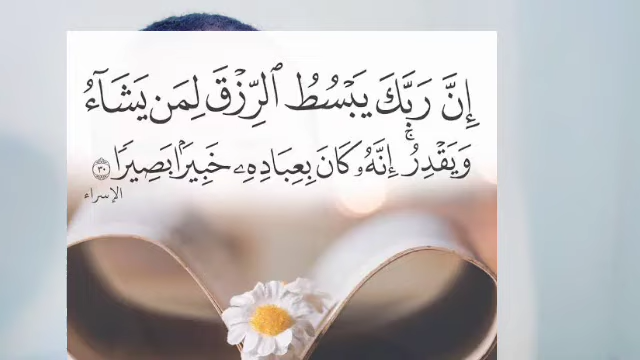 إِنَّ رَبَّكَ يَبْسُطُ ٱلرِّزْقَ لِمَن يَشَآءُ
وَيَقْدِرُ ۚ إِنَّهُۥ كَانَ بِعِبَادِهِۦ خَبِيرًۢا بَصِيرًا ٣٠
الإسراء